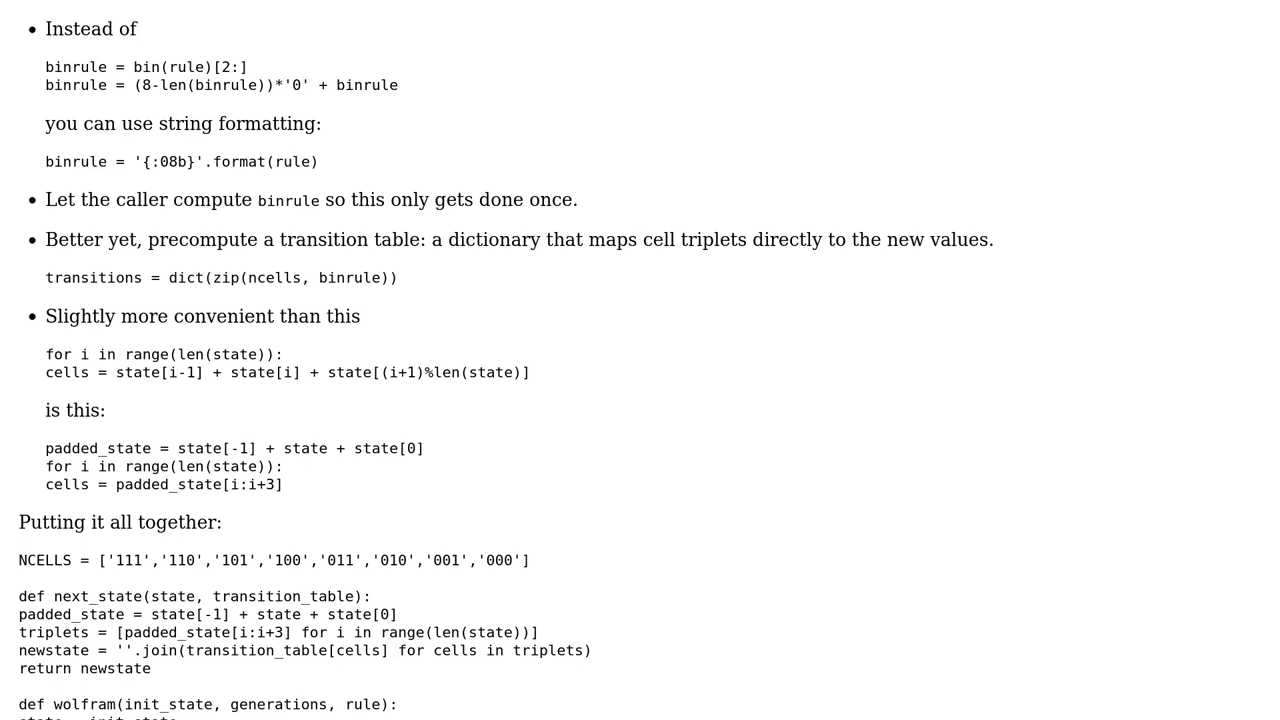 Instead of
binrule = bin(rule)[2:]
binrule = (8-len(binrule))*'0' + binrule
you can use string formatting:
binrule = '{:08b}'.format(rule)
Let the caller compute binrule so this only gets done once.
Better yet, precompute a transition table: a dictionary that maps cell triplets directly to the new values.
transitions = dict(zip(ncells, binrule))
Slightly more convenient than this
for i in range(len(state)):
cells = state[i-1] + state[i] + state[(i+1)%len(state)]
is this:
padded_state = state[-1] + state + state[0]
for i in range(len(state)):
cells = padded_state[i:i+3]
Putting it all together:
NCELLS = ['111','110','101','100','011','010','001','000']
def next_state(state, transition_table):
padded_state = state[-1] + state + state[0]
triplets = [padded_state[i:i+3] for i in range(len(state))]
newstate = ''.join(transition_table[cells] for cells in triplets)
return newstate
def wolfram(init_state, generations, rule):